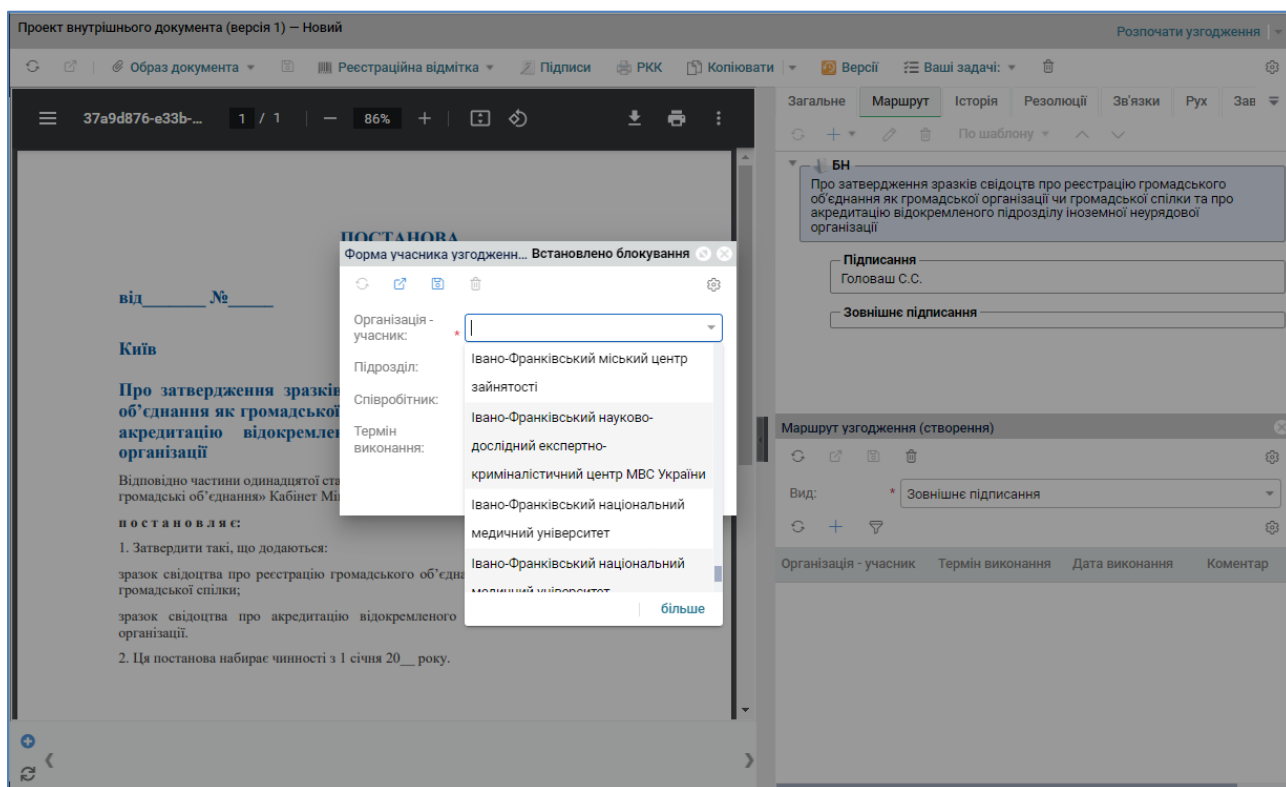 Проект внутрішнього документа (версія 1) — Новий
Розпочати узгодження
Образ документа
Реєстраційна відмітка
Підписи
РКК
Копіювати
Версії
Ваші задачі:
37a9d876-e33b-...
1 / 1
86%
Загальне
Маршрут
Історія
Резолюції
Зв'язки
Рух
Зав
По шаблону
БН
Про затвердження зразків свідоцтв про реєстрацію громадського
об'єднання як громадської організації чи громадської спілки та про
акредитацію відокремленого підрозділу іноземної неурядової
організації
Підписання
Головаш С.С.
Зовнішнє підписання
ПОСТАНОВА
від_______ №_____
Київ
Про затвердження зразків
об'єднання як громадської
акредитацію відокремлен
організації
Відповідно частини одинадцятої ста
громадські об'єднання» Кабінет Мін
постановляє:
1. Затвердити такі, що додаються:
зразок свідоцтва про реєстрацію громадського об'єдна
громадської спілки;
зразок свідоцтва про акредитацію відокремленого
організації.
2. Ця постанова набирає чинності з 1 січня 20__ року.
Форма учасника узгодженн... Встановлено блокування
Організація -
учасник: *
Підрозділ:
Співробітник:
Термін
виконання:
Івано-Франківський міський центр
зайнятості
Івано-Франківський науково-
дослідний експертно-
криміналістичний центр МВС України
Івано-Франківський національний
медичний університет
Івано-Франківський національний
медичний університет
більше
Маршрут узгодження (створення)
Вид: * Зовнішнє підписання
Організація - учасник
Термін виконання
Дата виконання
Коментар